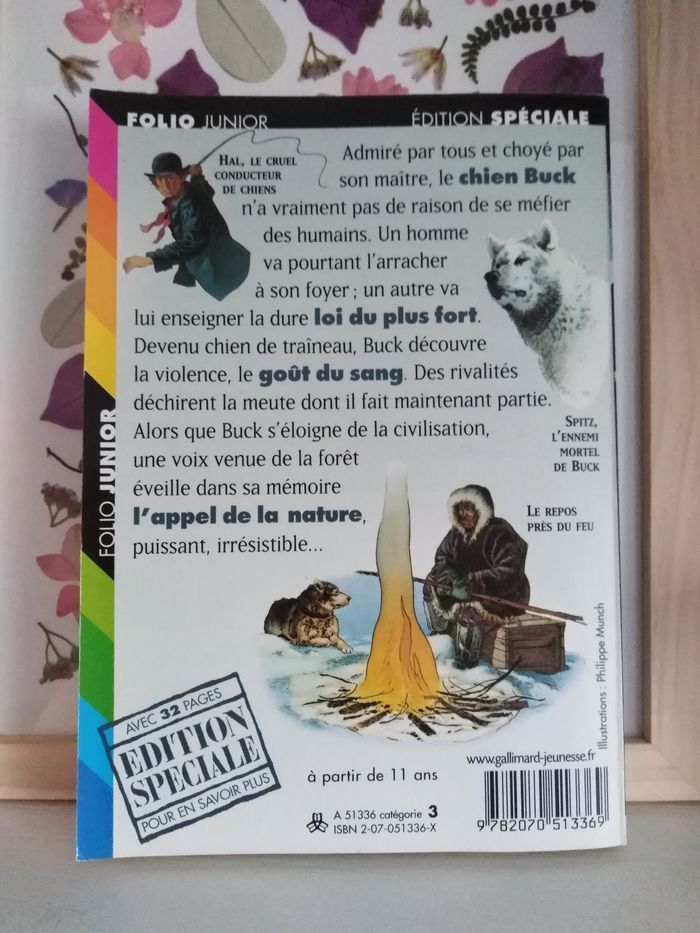 FOLIO JUNIOR
ÉDITION SPÉCIALE
HAL, LE CRUEL
CONDUCTEUR
DE CHIENS
Admiré par tous et choyé par
son maître, le chien Buck
n'a vraiment pas de raison de se méfier
des humains. Un homme
va pourtant l'arracher
à son foyer ; un autre va
lui enseigner la dure loi du plus fort.
Devenu chien de traîneau, Buck découvre
la violence, le goût du sang. Des rivalités
déchirent la meute dont il fait maintenant partie.
Alors que Buck s'éloigne de la civilisation,
une voix venue de la forêt
éveille dans sa mémoire
l'appel de la nature,
puissant, irrésistible...
SPITZ,
L'ENNEMI
MORTEL
DE BUCK
LE REPOS
PRÈS DU FEU
FOLIO JUNIOR
Illustrations : Philippe Munch
AVEC 32 PAGES
EDITION
SPECIALE
POUR EN SAVOIR PLUS
à partir de 11 ans
www.gallimard-jeunesse.fr
A 51336 catégorie 3
ISBN 2-07-051336-X
9 782070 513369